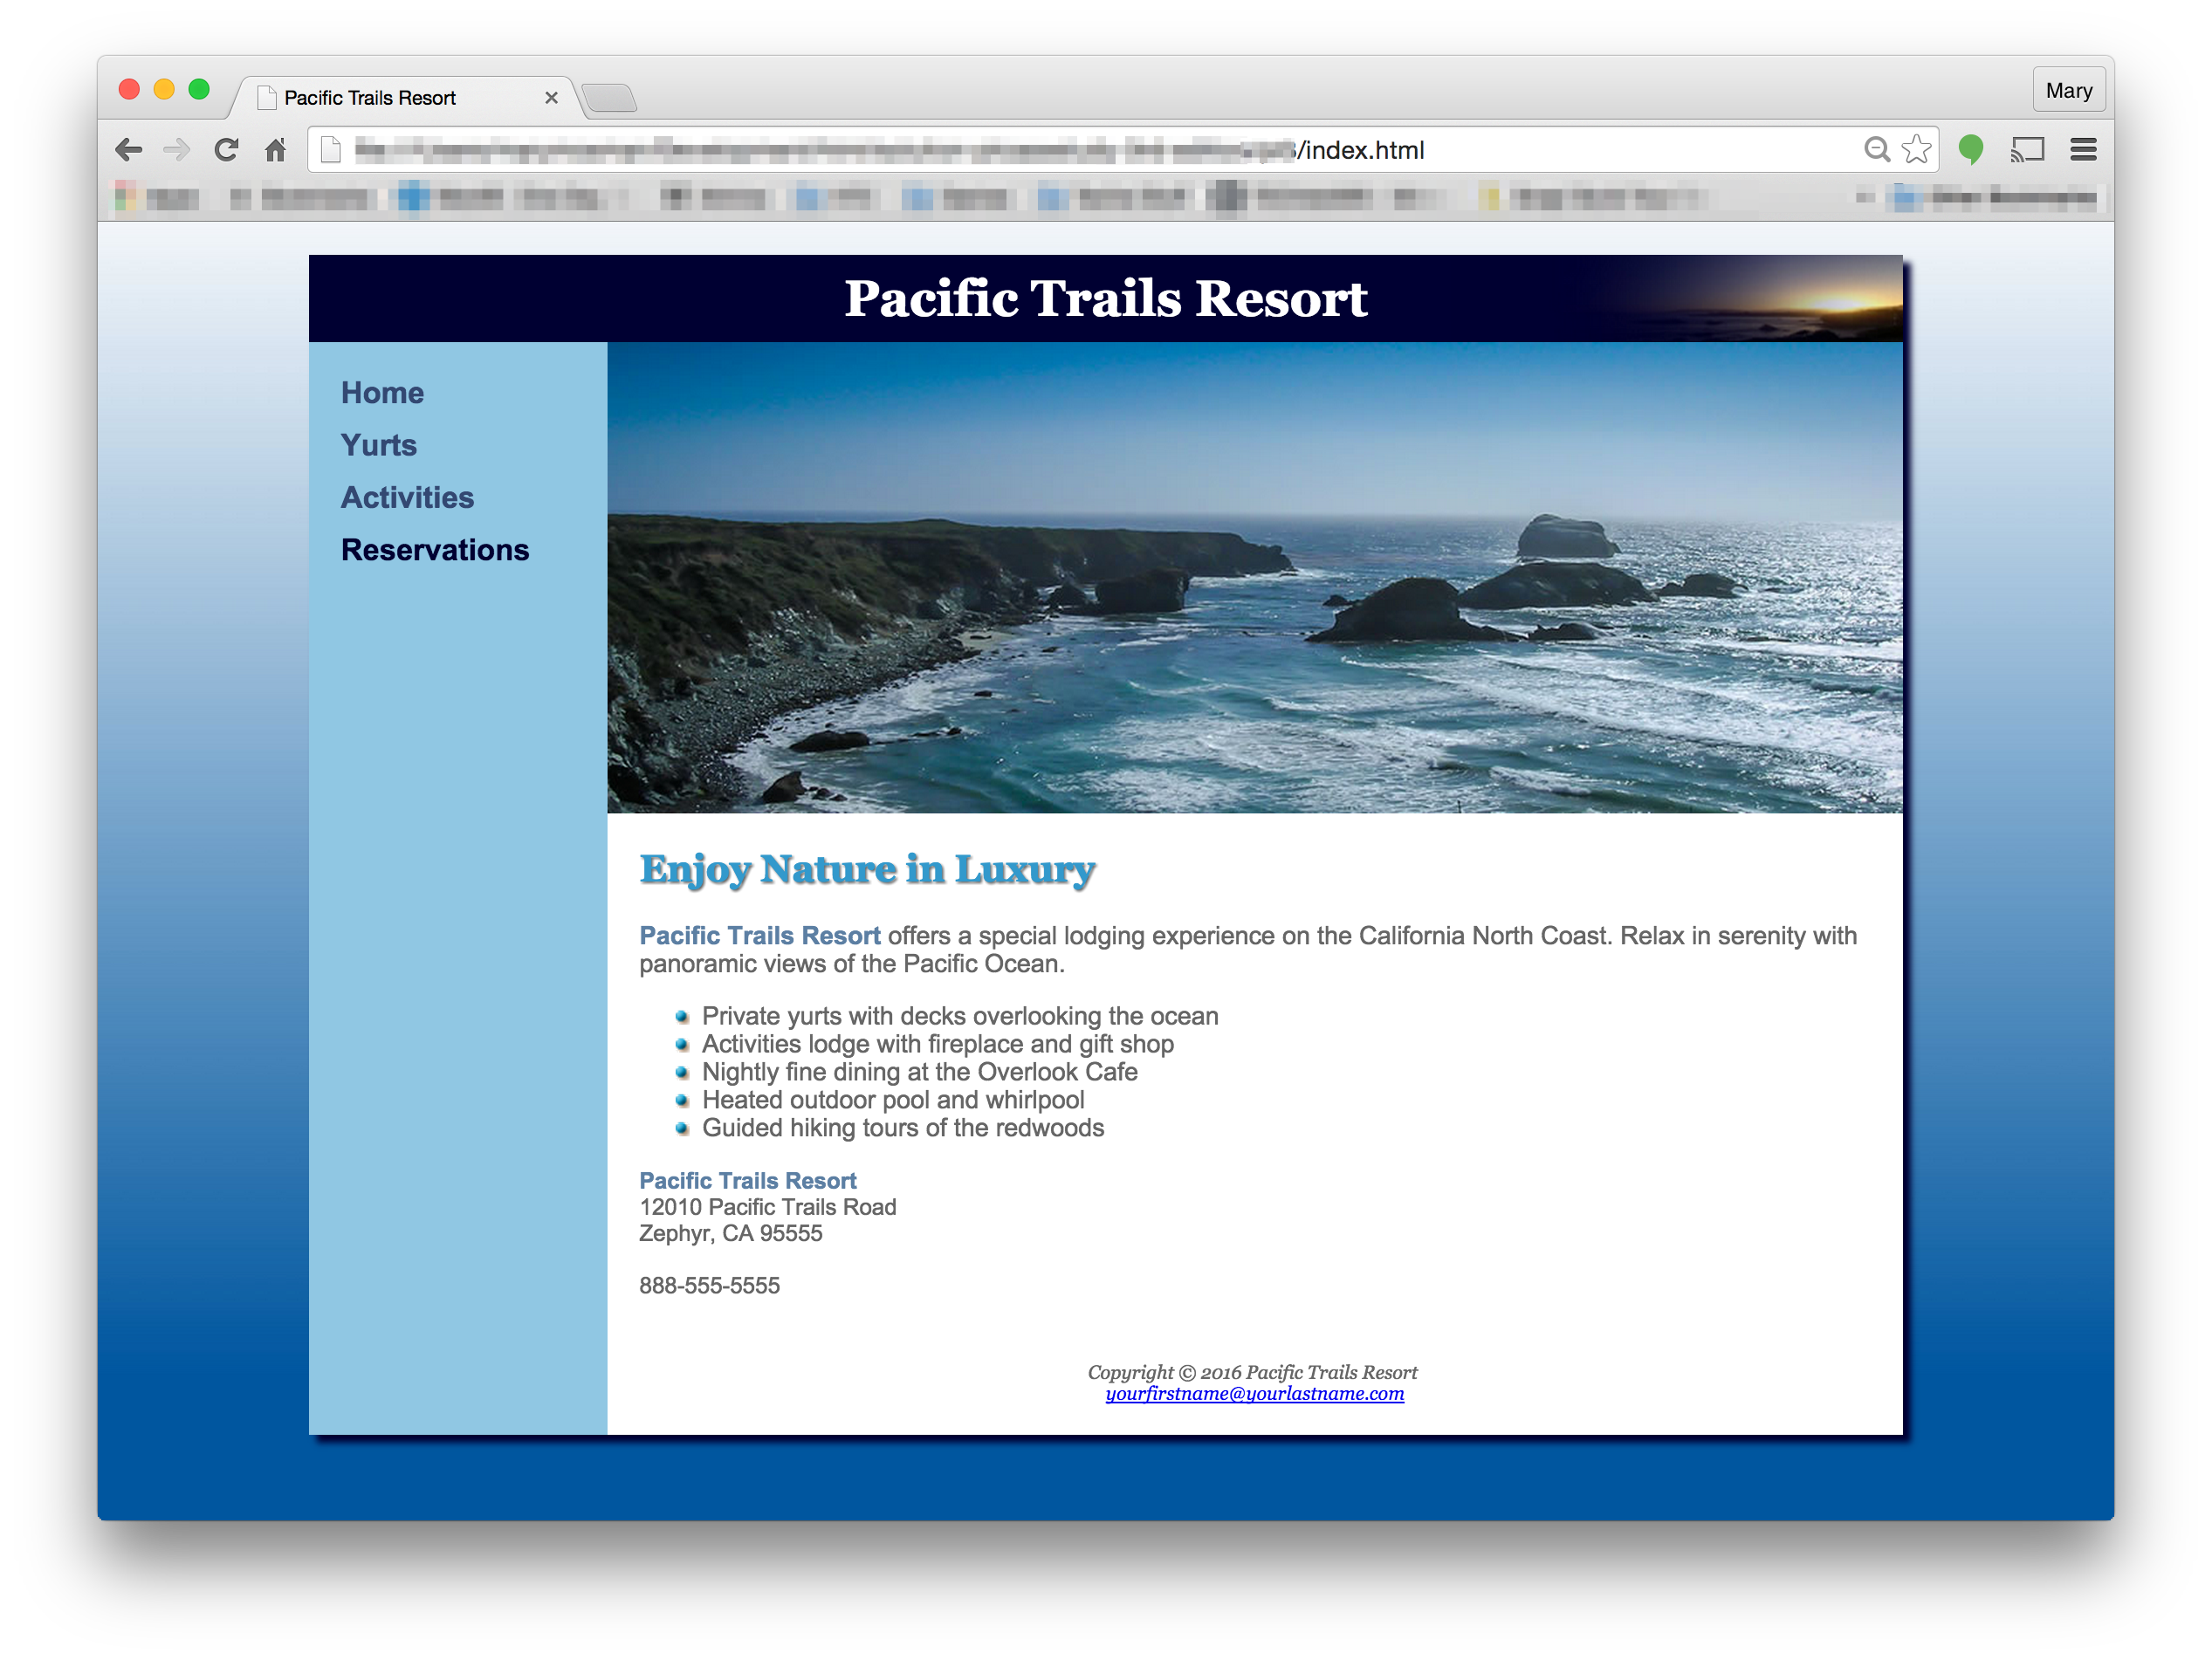 Pacific Trails Resort
Mary
/index.html
Pacific Trails Resort
Home
Yurts
Activities
Reservations
Enjoy Nature in Luxury
Pacific Trails Resort offers a special lodging experience on the California North Coast. Relax in serenity with
panoramic views of the Pacific Ocean.
Private yurts with decks overlooking the ocean
Activities lodge with fireplace and gift shop
Nightly fine dining at the Overlook Cafe
Heated outdoor pool and whirlpool
Guided hiking tours of the redwoods
Pacific Trails Resort
12010 Pacific Trails Road
Zephyr, CA 95555
888-555-5555
Copyright © 2016 Pacific Trails Resort
yourfirstname@yourlastname.com